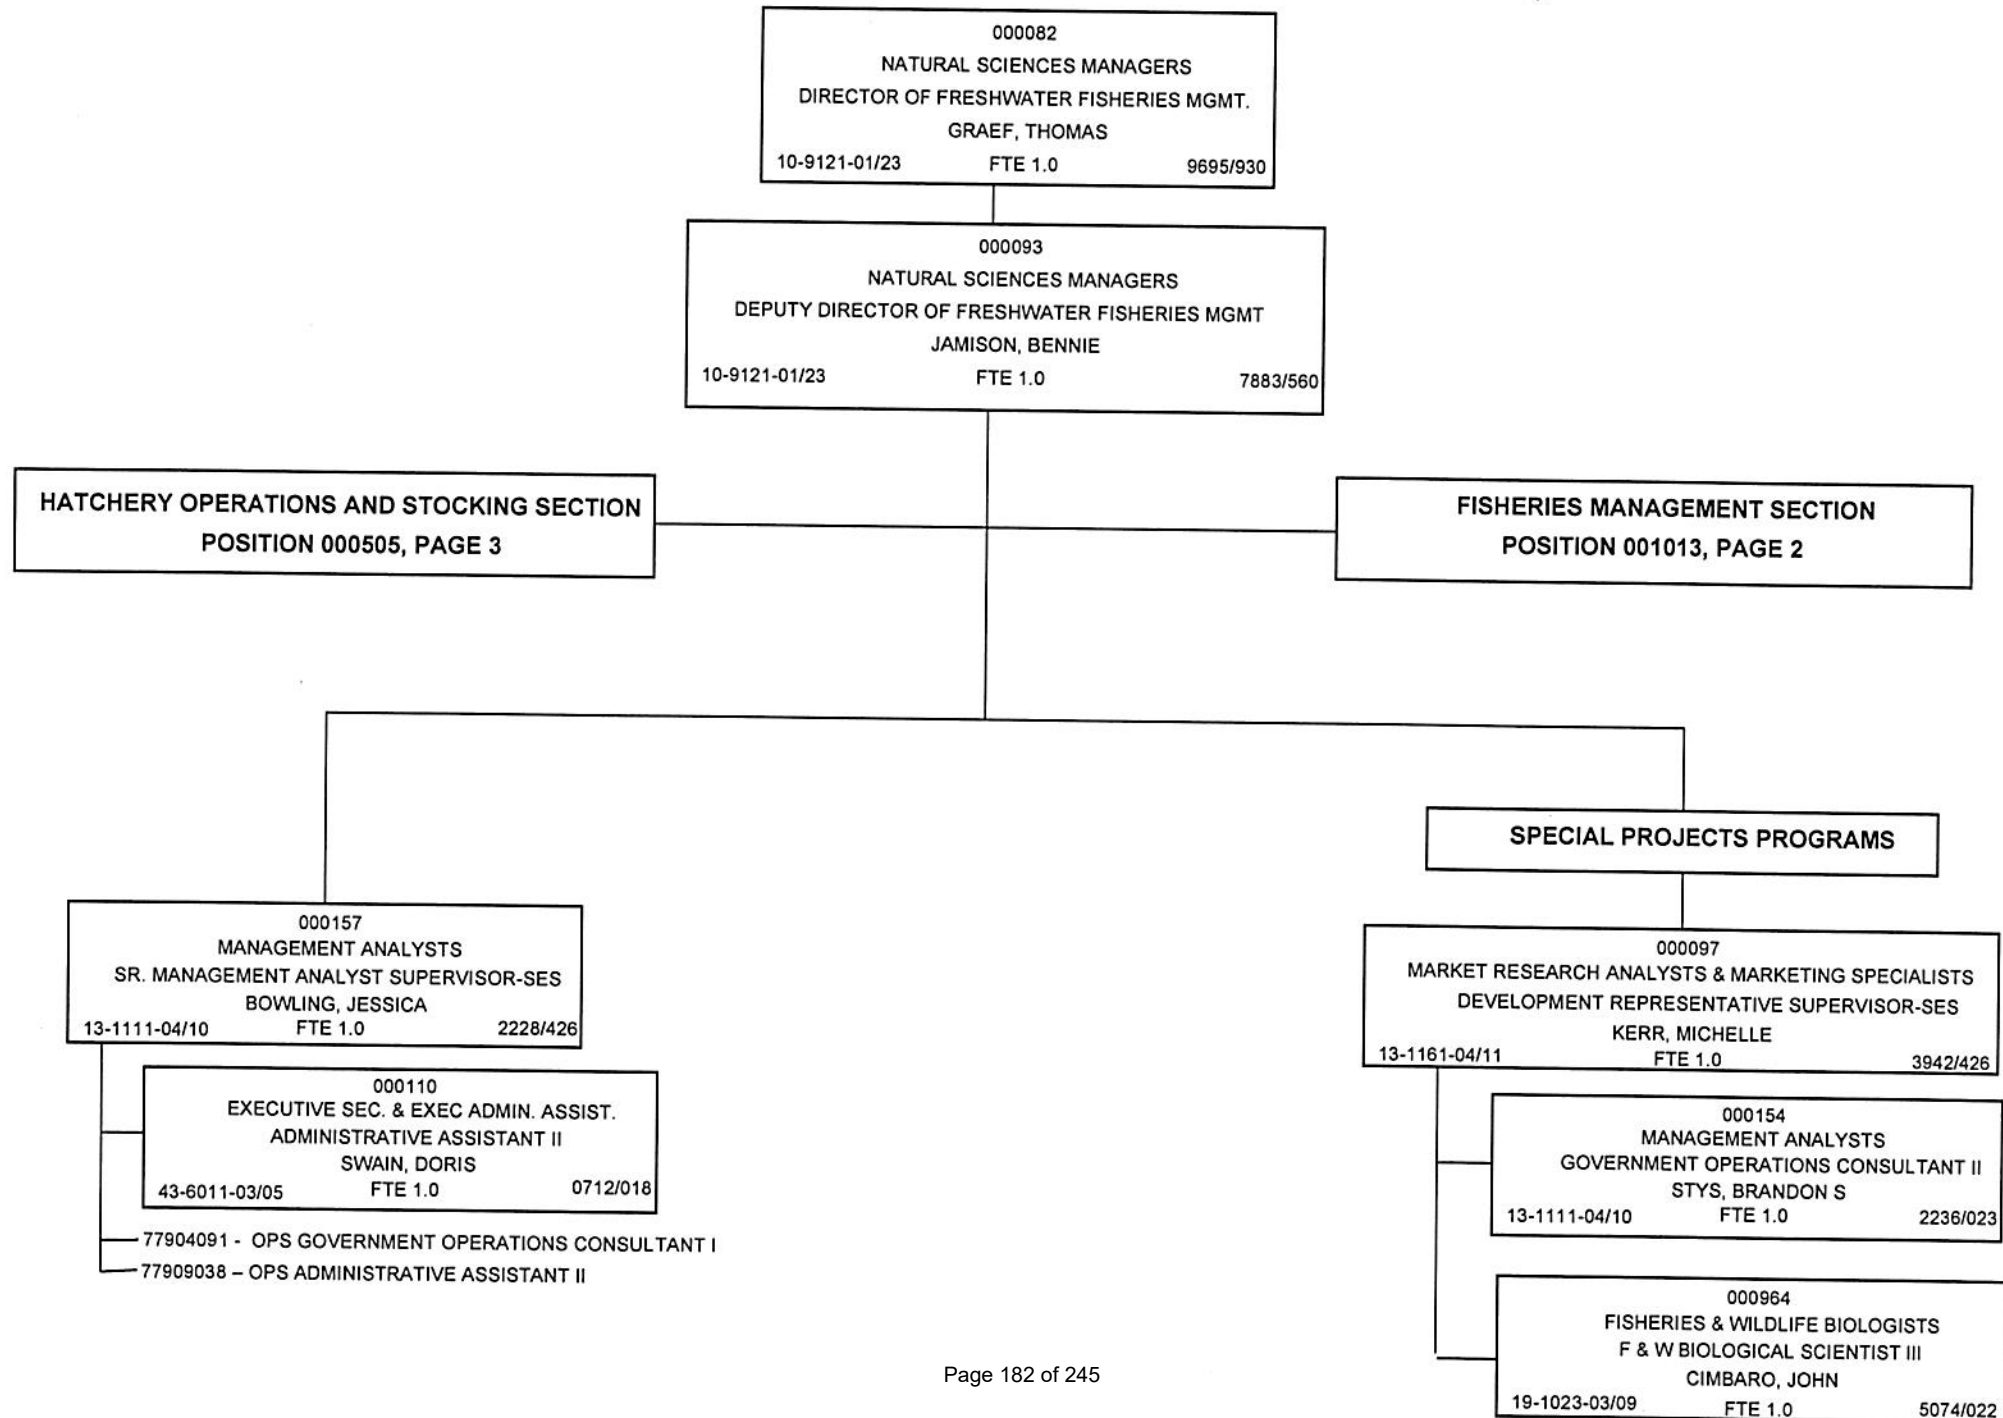 000082
NATURAL SCIENCES MANAGERS
DIRECTOR OF FRESHWATER FISHERIES MGMT.
GRAEF, THOMAS
10-9121-01/23 FTE 1.0 9695/930
000093
NATURAL SCIENCES MANAGERS
DEPUTY DIRECTOR OF FRESHWATER FISHERIES MGMT
JAMISON, BENNIE
10-9121-01/23 FTE 1.0 7883/560
HATCHERY OPERATIONS AND STOCKING SECTION
POSITION 000505, PAGE 3
FISHERIES MANAGEMENT SECTION
POSITION 001013, PAGE 2
000157
MANAGEMENT ANALYSTS
SR. MANAGEMENT ANALYST SUPERVISOR-SES
BOWLING, JESSICA
13-1111-04/10 FTE 1.0 2228/426
000110
EXECUTIVE SEC. & EXEC ADMIN. ASSIST.
ADMINISTRATIVE ASSISTANT II
SWAIN, DORIS
43-6011-03/05 FTE 1.0 0712/018
77904091 - OPS GOVERNMENT OPERATIONS CONSULTANT I
77909038 – OPS ADMINISTRATIVE ASSISTANT II
SPECIAL PROJECTS PROGRAMS
000097
MARKET RESEARCH ANALYSTS & MARKETING SPECIALISTS
DEVELOPMENT REPRESENTATIVE SUPERVISOR-SES
KERR, MICHELLE
13-1161-04/11 FTE 1.0 3942/426
000154
MANAGEMENT ANALYSTS
GOVERNMENT OPERATIONS CONSULTANT II
STYS, BRANDON S
13-1111-04/10 FTE 1.0 2236/023
000964
FISHERIES & WILDLIFE BIOLOGISTS
F & W BIOLOGICAL SCIENTIST III
CIMBARO, JOHN
19-1023-03/09 FTE 1.0 5074/022
Page 182 of 245